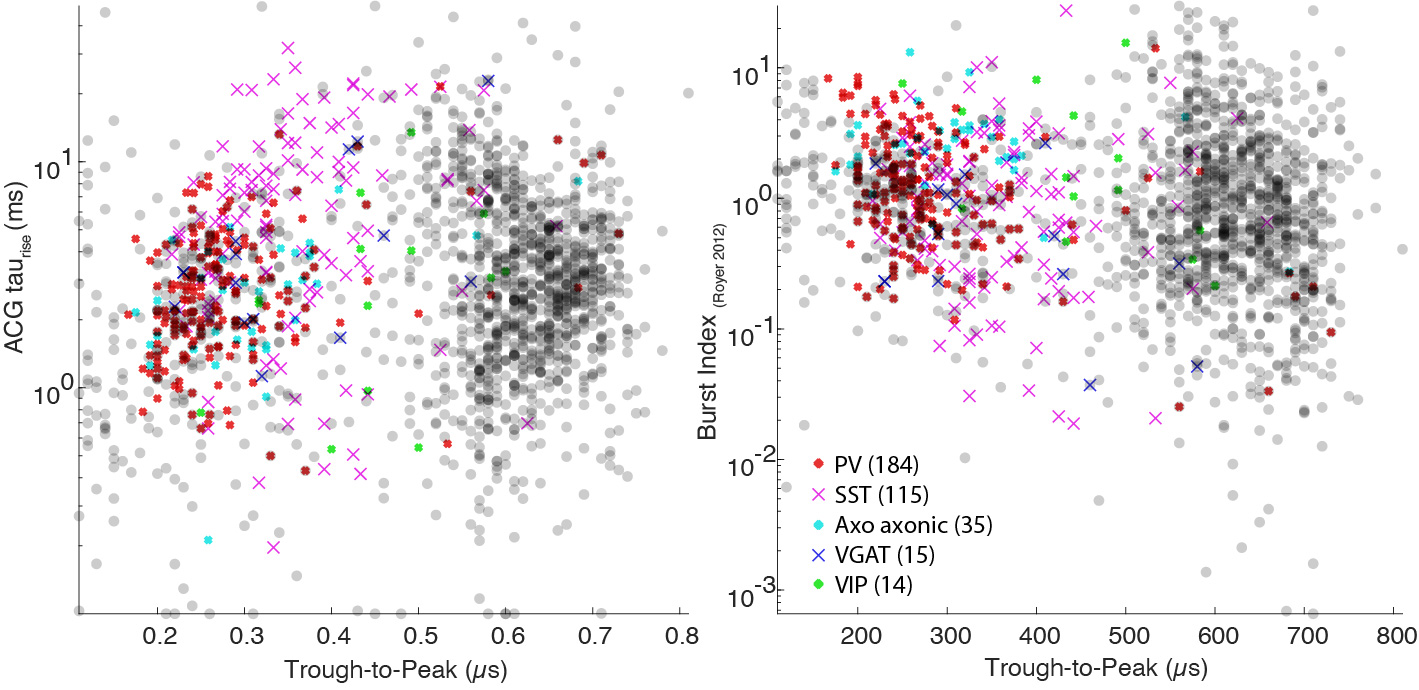 ACG tau rise (ms)
10^1
10^0
0.2 0.3 0.4 0.5 0.6 0.7 0.8
Trough-to-Peak (µs)
Burst Index (Royer 2012)
10^1
10^0
10^-1
10^-2
10^-3
PV (184)
SST (115)
Axo axonic (35)
VGAT (15)
VIP (14)
200 300 400 500 600 700 800
Trough-to-Peak (µs)